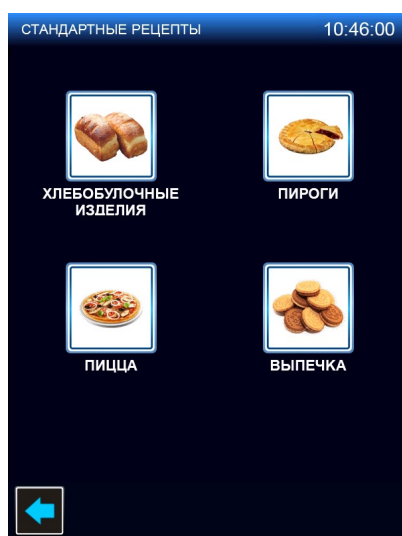 СТАНДАРТНЫЕ РЕЦЕПТЫ 10:46:00
ХЛЕБОБУЛОЧНЫЕ
ИЗДЕЛИЯ
ПИРОГИ
ПИЦЦА
ВЫПЕЧКА